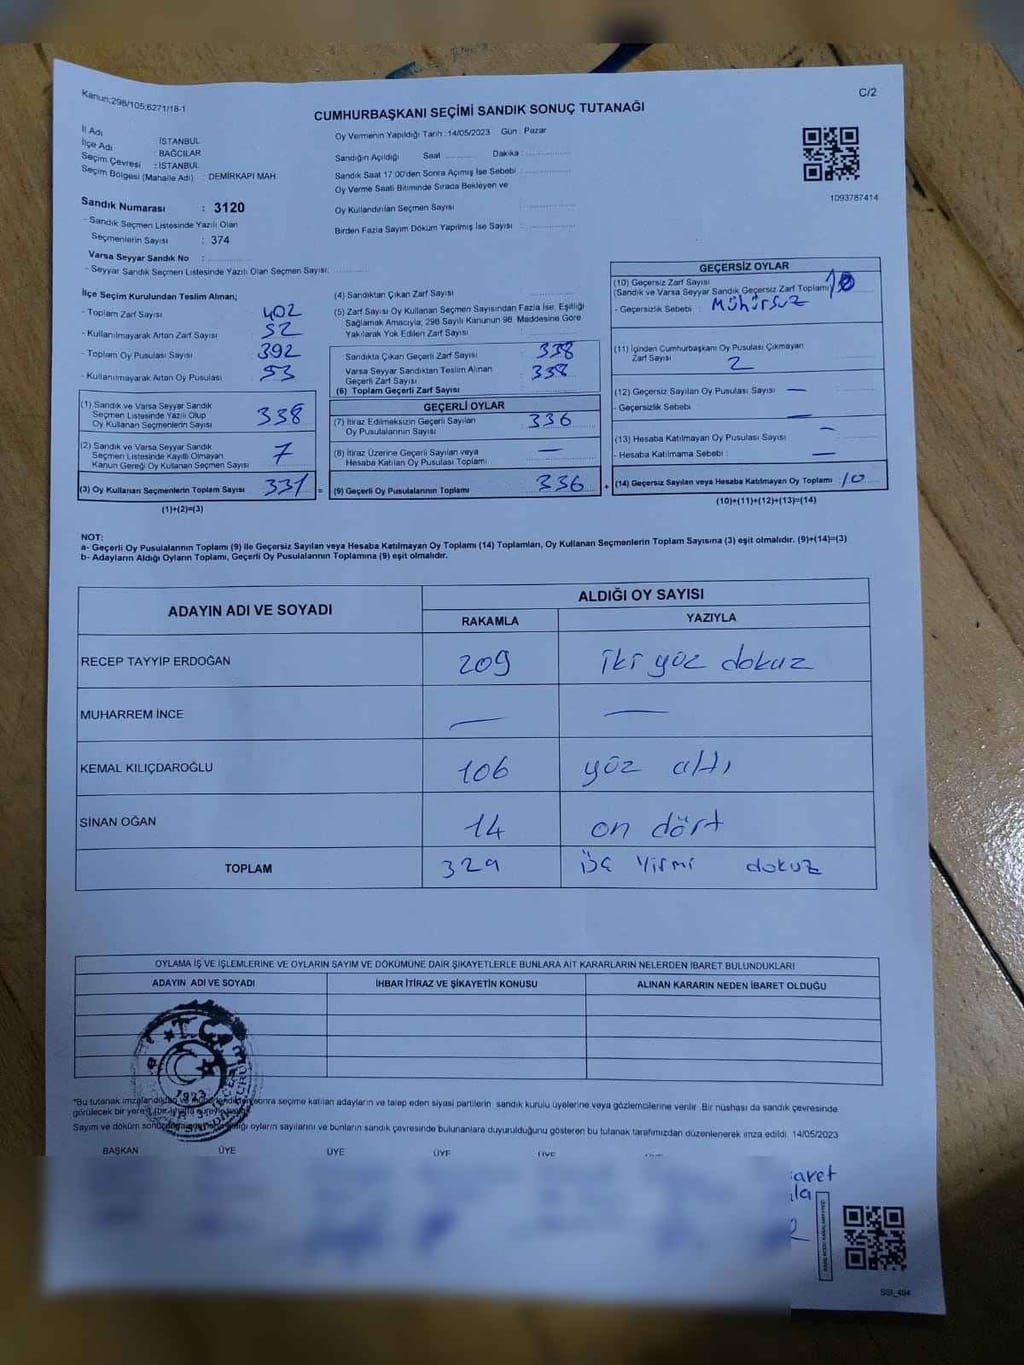 Kanun;298/105;6271/18-1
C/2
CUMHURBAŞKANI SEÇİMİ SANDIK SONUÇ TUTANAĞI
İl Adı : İSTANBUL
İlçe Adı : BAĞCILAR
Seçim Çevresi : İSTANBUL
Seçim Bölgesi (Mahalle Adı) : DEMİRKAPI MAH.
Sandık Numarası : 3120
- Sandık Seçmen Listesinde Yazılı Olan
Seçmenlerin Sayısı : 374
Varsa Seyyar Sandık No :
- Seyyar Sandık Seçmen Listesinde Yazılı Olan Seçmen Sayısı:
Oy Vermenin Yapıldığı Tarih :14/05/2023 Gün : Pazar
Sandığın Açıldığı Saat Dakika :
Sandık Saat 17:00'den Sonra Açımış İse Sebebi :
Oy Verme Saati Bitiminde Sırada Bekleyen ve
Oy Kullandırılan Seçmen Sayısı :
Birden Fazla Sayım Döküm Yapılmış İse Sayısı :
1093787414
İlçe Seçim Kurulundan Teslim Alınan;
- Toplam Zarf Sayısı 402
- Kullanılmayarak Artan Zarf Sayısı 52
- Toplam Oy Pusulası Sayısı 392
- Kullanılmayarak Artan Oy Pusulası 53
(1) Sandık ve Varsa Seyyar Sandık
Seçmen Listesinde Yazılı Olup
Oy Kullanan Seçmenlerin Sayısı 338
(2) Sandık ve Varsa Seyyar Sandık
Seçmen Listesinde Kayıtlı Olmayan
Kanun Gereği Oy Kullanan Seçmen Sayısı 7
(3) Oy Kullanan Seçmenlerin Toplam Sayısı 331 =
(1)+(2)=(3)
(4) Sandıktan Çıkan Zarf Sayısı :
(5) Zarf Sayısı Oy Kullanan Seçmen Sayısından Fazla İse, Eşitliği
Sağlamak Amacıyla; 298 Sayılı Kanunun 98. Maddesine Göre
Yakılarak Yok Edilen Zarf Sayısı
Sandıkta Çıkan Geçerli Zarf Sayısı 338
Varsa Seyyar Sandıktan Teslim Alınan
Geçerli Zarf Sayısı 338
(6) Toplam Geçerli Zarf Sayısı
GEÇERLİ OYLAR
(7) İtiraz Edilmeksizin Geçerli Sayılan
Oy Pusulalarının Sayısı 336
(8) İtiraz Üzerine Geçerli Sayılan veya
Hesaba Katılan Oy Pusulası Toplamı —
(9) Geçerli Oy Pusulalarının Toplamı 336 +
GEÇERSİZ OYLAR
(10) Geçersiz Zarf Sayısı
(Sandık ve Varsa Seyyar Sandık Geçersiz Zarf Toplamı)
- Geçersizlik Sebebi : Mühürsüz
(11) İçinden Cumhurbaşkanı Oy Pusulası Çıkmayan
Zarf Sayısı 2
(12) Geçersiz Sayılan Oy Pusulası Sayısı —
- Geçersizlik Sebebi —
(13) Hesaba Katılmayan Oy Pusulası Sayısı —
- Hesaba Katılmama Sebebi : —
(14) Geçersiz Sayılan veya Hesaba Katılmayan Oy Toplamı 10
(10)+(11)+(12)+(13)=(14)
NOT:
a- Geçerli Oy Pusulalarının Toplamı (9) ile Geçersiz Sayılan veya Hesaba Katılmayan Oy Toplamı (14) Toplamları, Oy Kullanan Seçmenlerin Toplam Sayısına (3) eşit olmalıdır. (9)+(14)=(3)
b- Adayların Aldığı Oyların Toplamı, Geçerli Oy Pusulalarının Toplamına (9) eşit olmalıdır.
ADAYIN ADI VE SOYADI
ALDIĞI OY SAYISI
RAKAMLA YAZIYLA
RECEP TAYYİP ERDOĞAN 209 iki yüz dokuz
MUHARREM İNCE — —
KEMAL KILIÇDAROĞLU 106 yüz altı
SİNAN OĞAN 14 on dört
TOPLAM 329 üç Yirmi dokuz
OYLAMA İŞ VE İŞLEMLERİNE VE OYLARIN SAYIM VE DÖKÜMÜNE DAİR ŞİKAYETLERLE BUNLARA AİT KARARLARIN NELERDEN İBARET BULUNDUKLARI
ADAYIN ADI VE SOYADI İHBAR İTİRAZ VE ŞİKAYETİN KONUSU ALINAN KARARIN NEDEN İBARET OLDUĞU
T.C.
1923
*Bu tutanak imzalandıktan ve mühürlendikten sonra seçime katılan adayların ve talep eden siyasi partilerin sandık kurulu üyelerine veya gözlemcilerine verilir. Bir nüshası da sandık çevresinde
görülecek bir yere
Sayım ve döküm oyların sayılarını ve bunların sandık çevresinde bulunanlara duyurulduğunu gösteren bu tutanak tarafımızdan düzenlenerek imza edildi. 14/05/2023
BAŞKAN ÜYE ÜYE ÜYE ÜYE
SSI_494